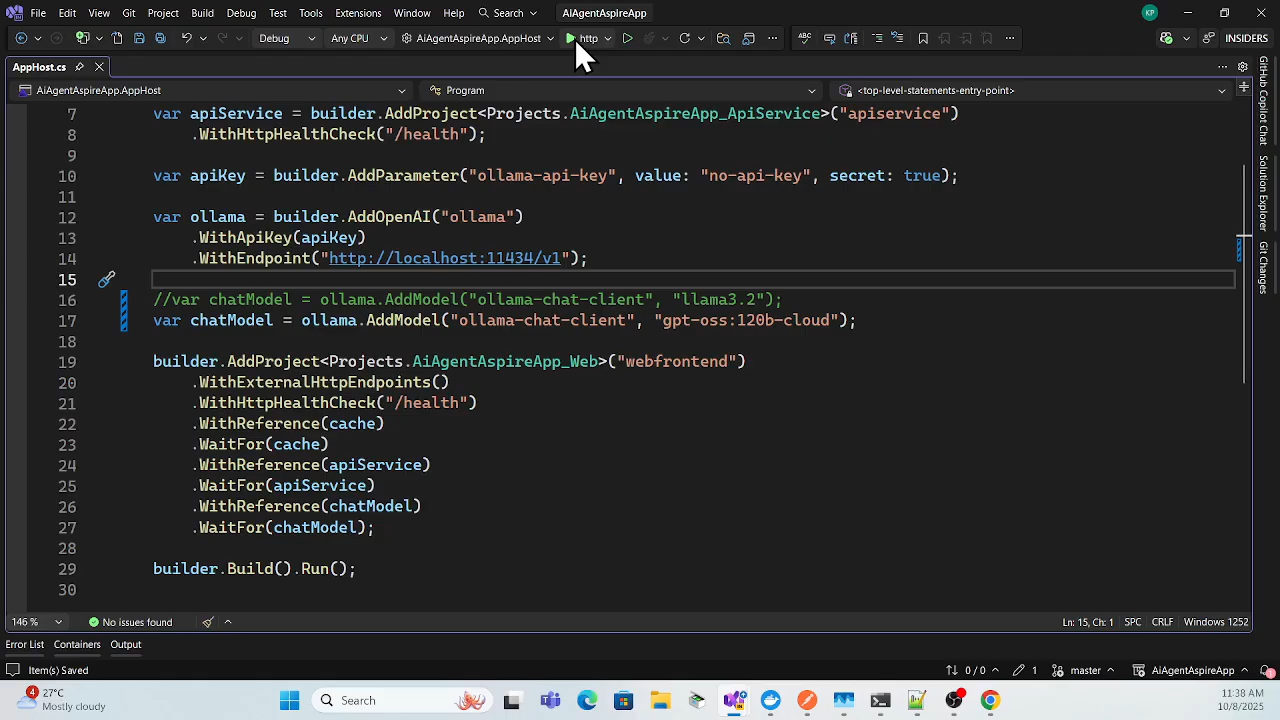 File Edit View Git Project Build Debug Test Tools Extensions Window Help Search AIAgentAspireApp KP
Debug Any CPU AIAgentAspireApp.AppHost http INSIDERS
AppHost.cs
AiAgentAspireApp.AppHost Program <top-level-statements-entry-point>
7 var apiService = builder.AddProject<Projects.AiAgentAspireApp_ApiService>("apiservice")
8 .WithHttpHealthCheck("/health");
9
10 var apiKey = builder.AddParameter("ollama-api-key", value: "no-api-key", secret: true);
11
12 var ollama = builder.AddOpenAI("ollama")
13 .WithApiKey(apiKey)
14 .WithEndpoint("http://localhost:11434/v1");
15
16 //var chatModel = ollama.AddModel("ollama-chat-client", "llama3.2");
17 var chatModel = ollama.AddModel("ollama-chat-client", "gpt-oss:120b-cloud");
18
19 builder.AddProject<Projects.AiAgentAspireApp_Web>("webfrontend")
20 .WithExternalHttpEndpoints()
21 .WithHttpHealthCheck("/health")
22 .WithReference(cache)
23 .WaitFor(cache)
24 .WithReference(apiService)
25 .WaitFor(apiService)
26 .WithReference(chatModel)
27 .WaitFor(chatModel);
28
29 builder.Build().Run();
30
GitHub Copilot Chat
Solution Explorer
Git Changes
146 % No issues found Ln: 15, Ch: 1 SPC CRLF Windows 1252
Error List Containers Output
Item(s) Saved 0 / 0 1 master AiAgentAspireApp
4 27°C
Mostly cloudy
Search
11:38 AM
10/8/2025